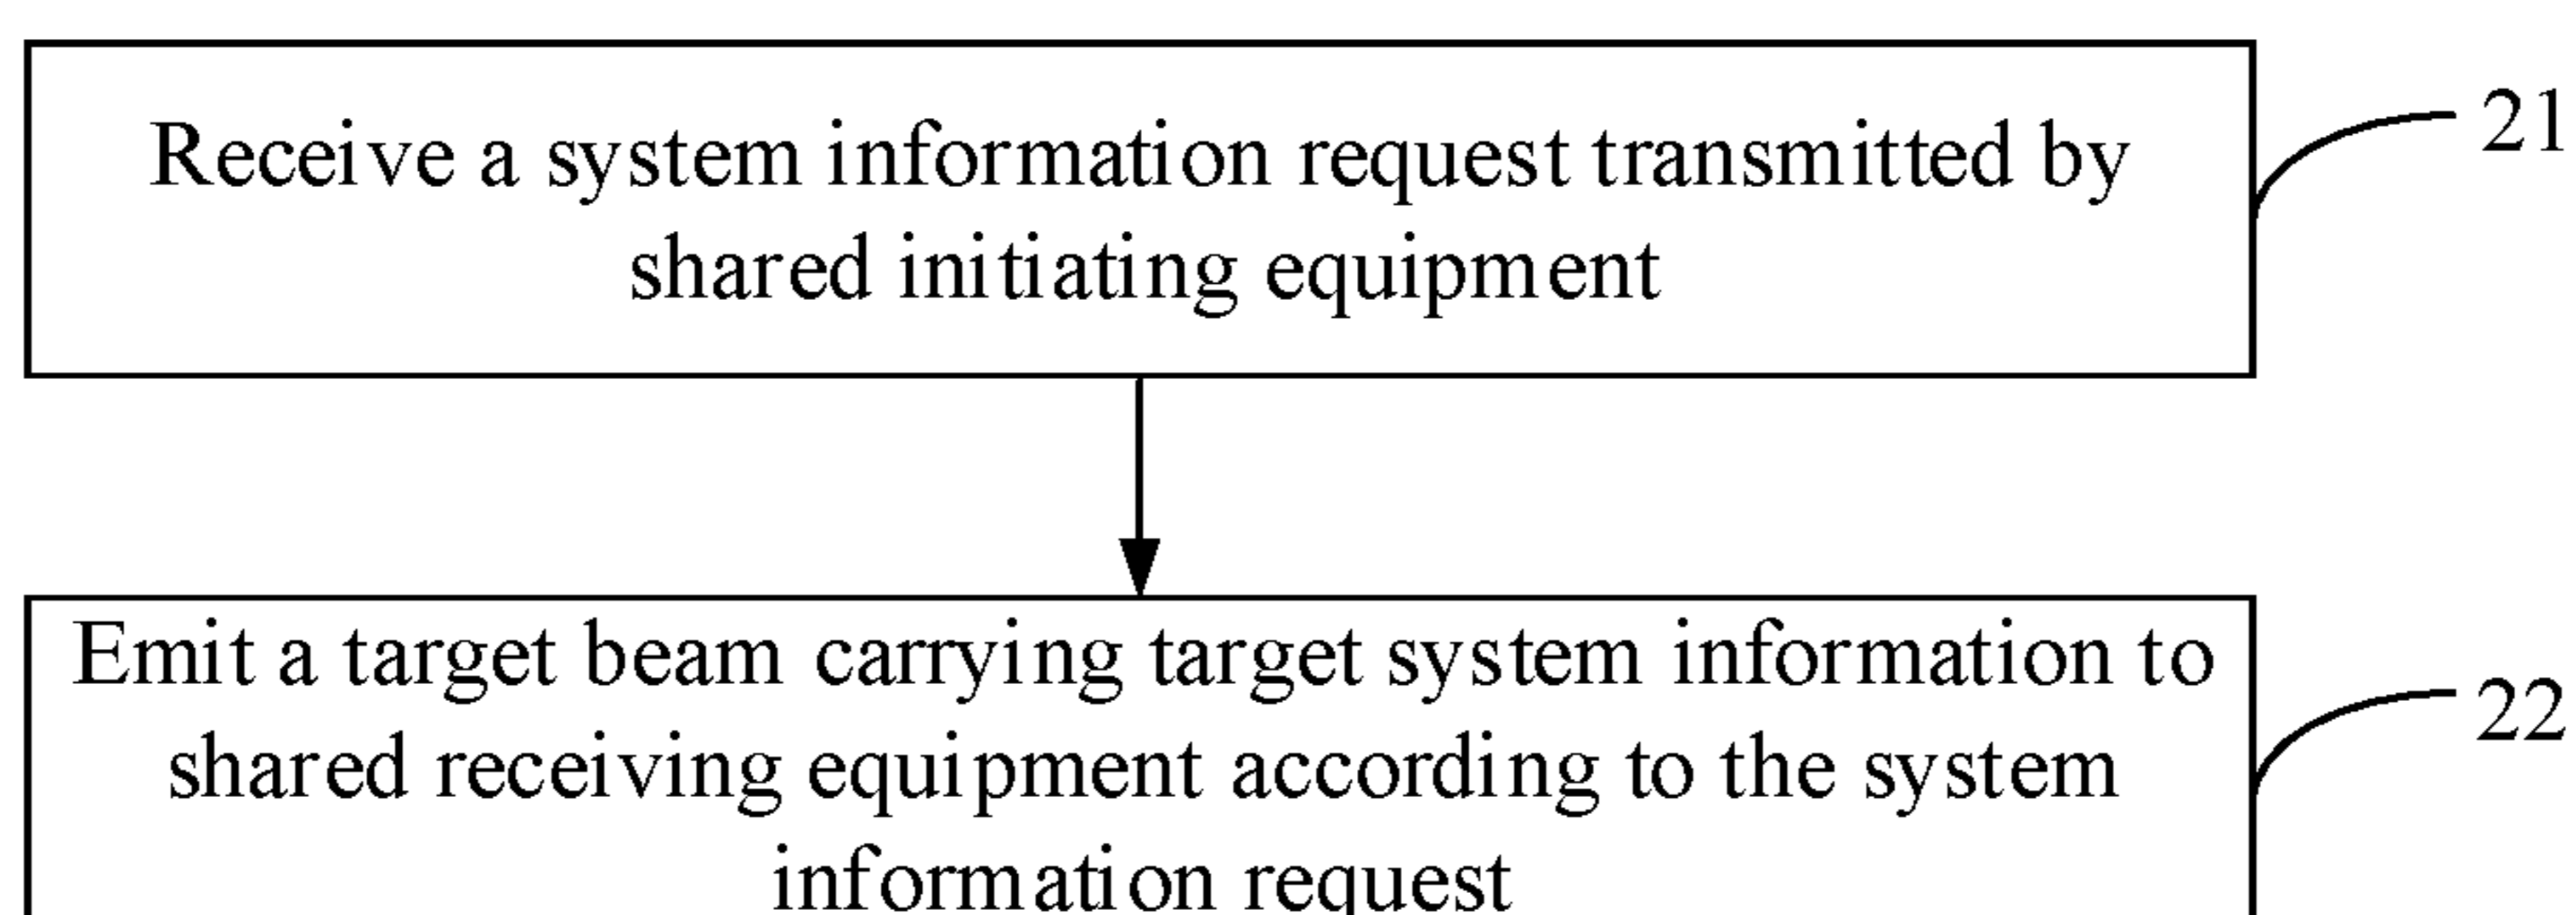 Receive a system information request transmitted by
21
shared initiating equipment
Emit a target beam carrying target system information to
22
shared receiving equipment according to the system
information request